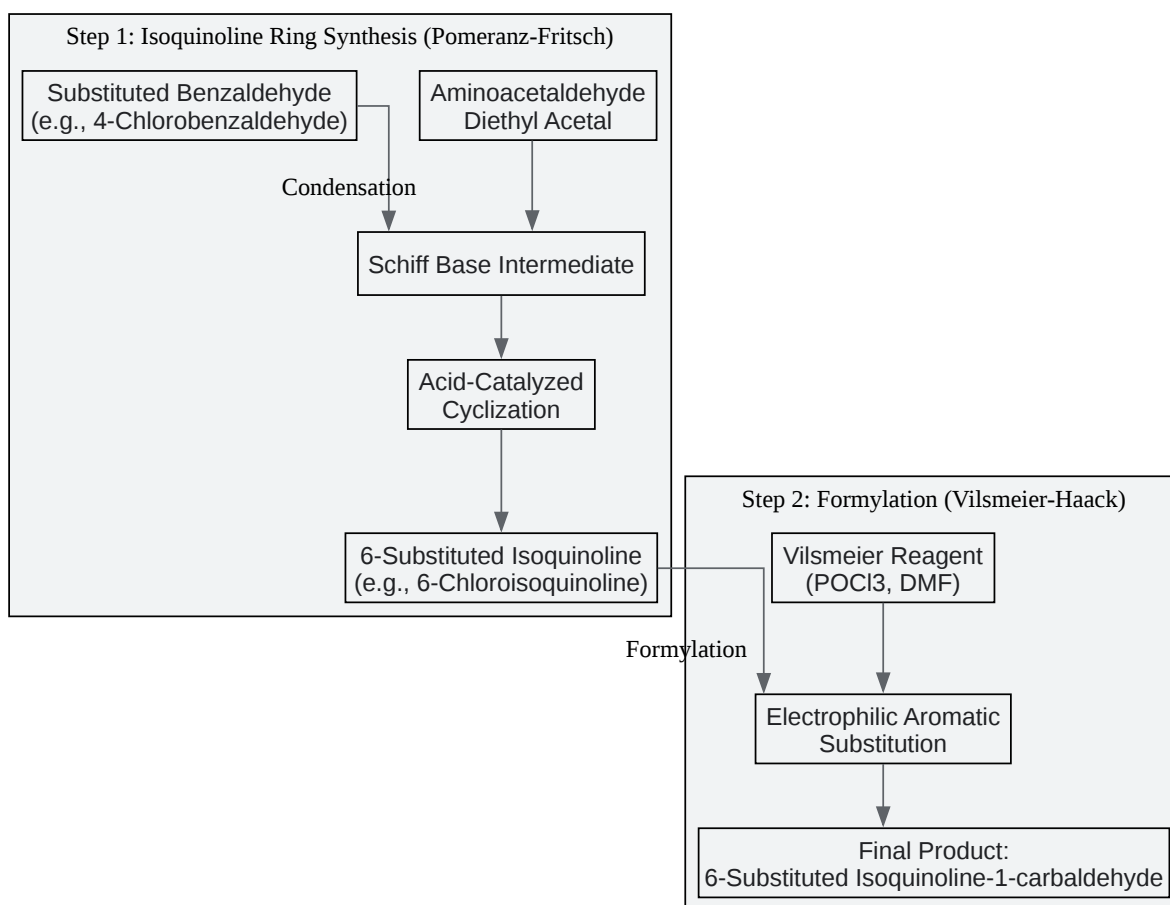 Step 1: Isoquinoline Ring Synthesis (Pomeranz-Fritsch)
Substituted Benzaldehyde
(e.g., 4-Chlorobenzaldehyde)
Aminoacetaldehyde
Diethyl Acetal
Condensation
Schiff Base Intermediate
Acid-Catalyzed
Cyclization
6-Substituted Isoquinoline
(e.g., 6-Chloroisoquinoline)
Step 2: Formylation (Vilsmeier-Haack)
Vilsmeier Reagent
(POCl3, DMF)
Formylation
Electrophilic Aromatic
Substitution
Final Product:
6-Substituted Isoquinoline-1-carbaldehyde